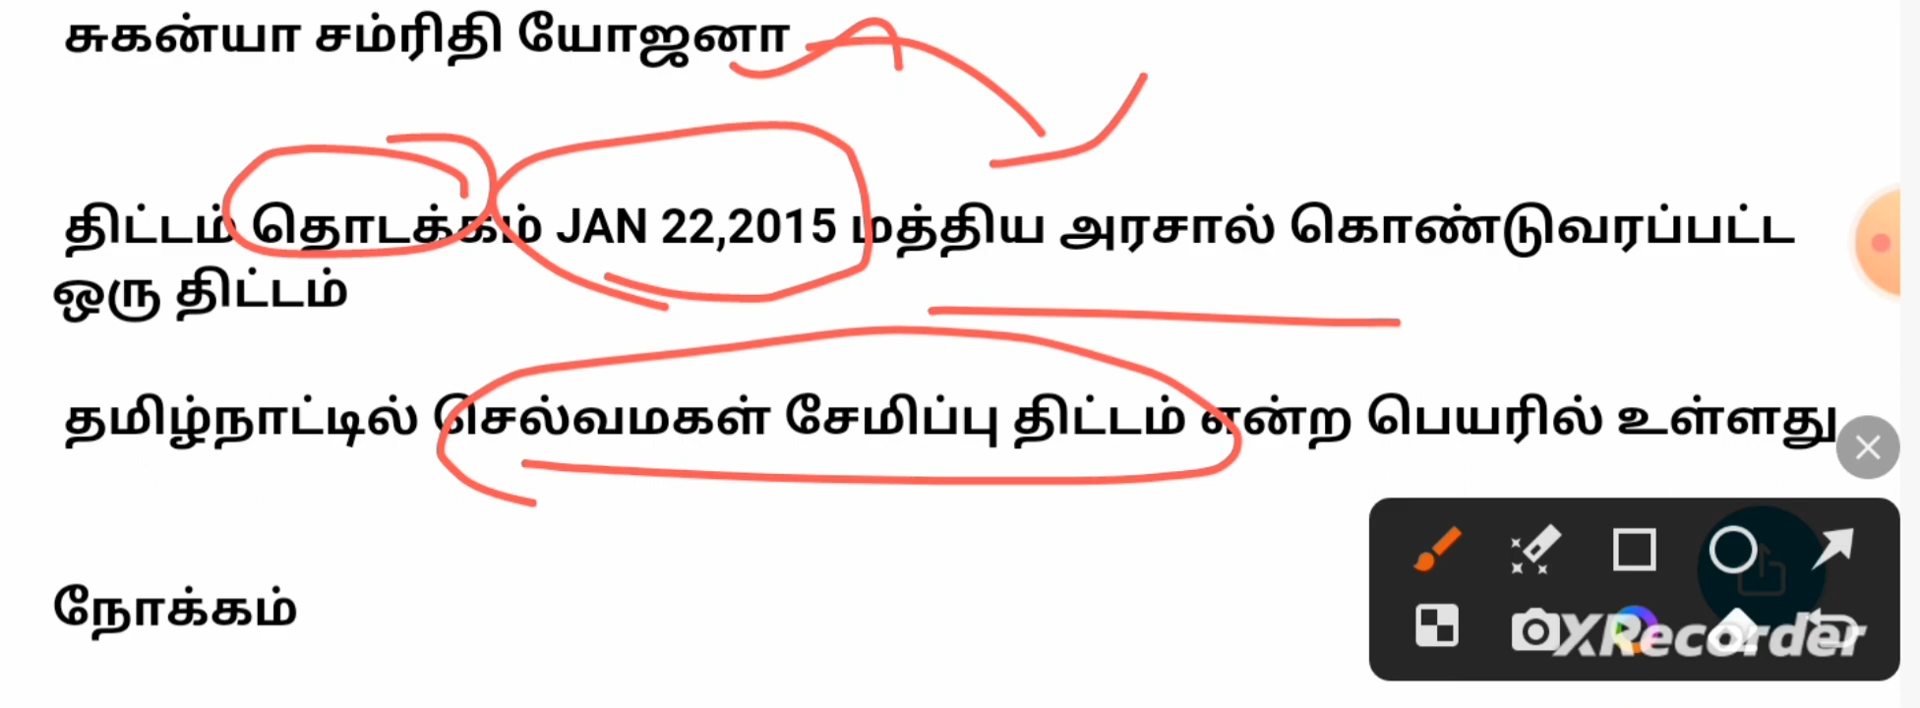 சுகன்யா சம்ரிதி யோஜனா
திட்டம் தொடக்கம் JAN 22,2015 மத்திய அரசால் கொண்டுவரப்பட்ட
ஒரு திட்டம்
தமிழ்நாட்டில் செல்வமகள் சேமிப்பு திட்டம் என்ற பெயரில் உள்ளது
நோக்கம்
XRecorder